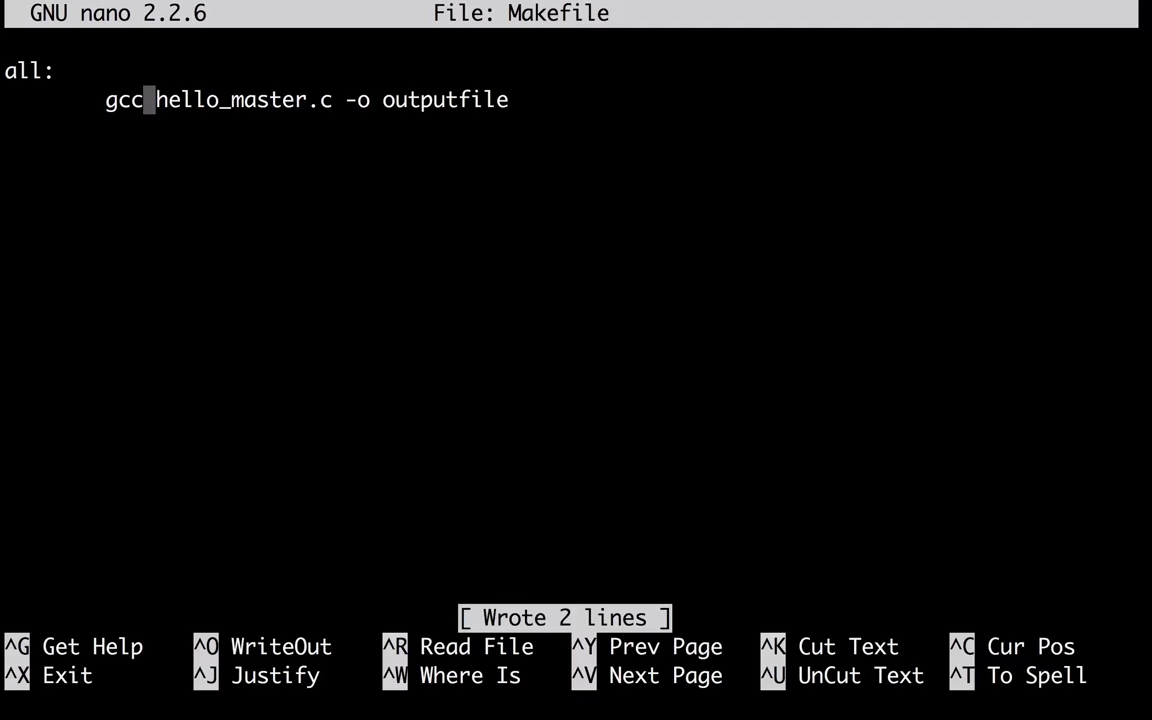 GNU nano 2.2.6 File: Makefile
all:
gcc hello_master.c -o outputfile
[ Wrote 2 lines ]
^G Get Help ^O WriteOut ^R Read File ^Y Prev Page ^K Cut Text ^C Cur Pos
^X Exit ^J Justify ^W Where Is ^V Next Page ^U UnCut Text ^T To Spell